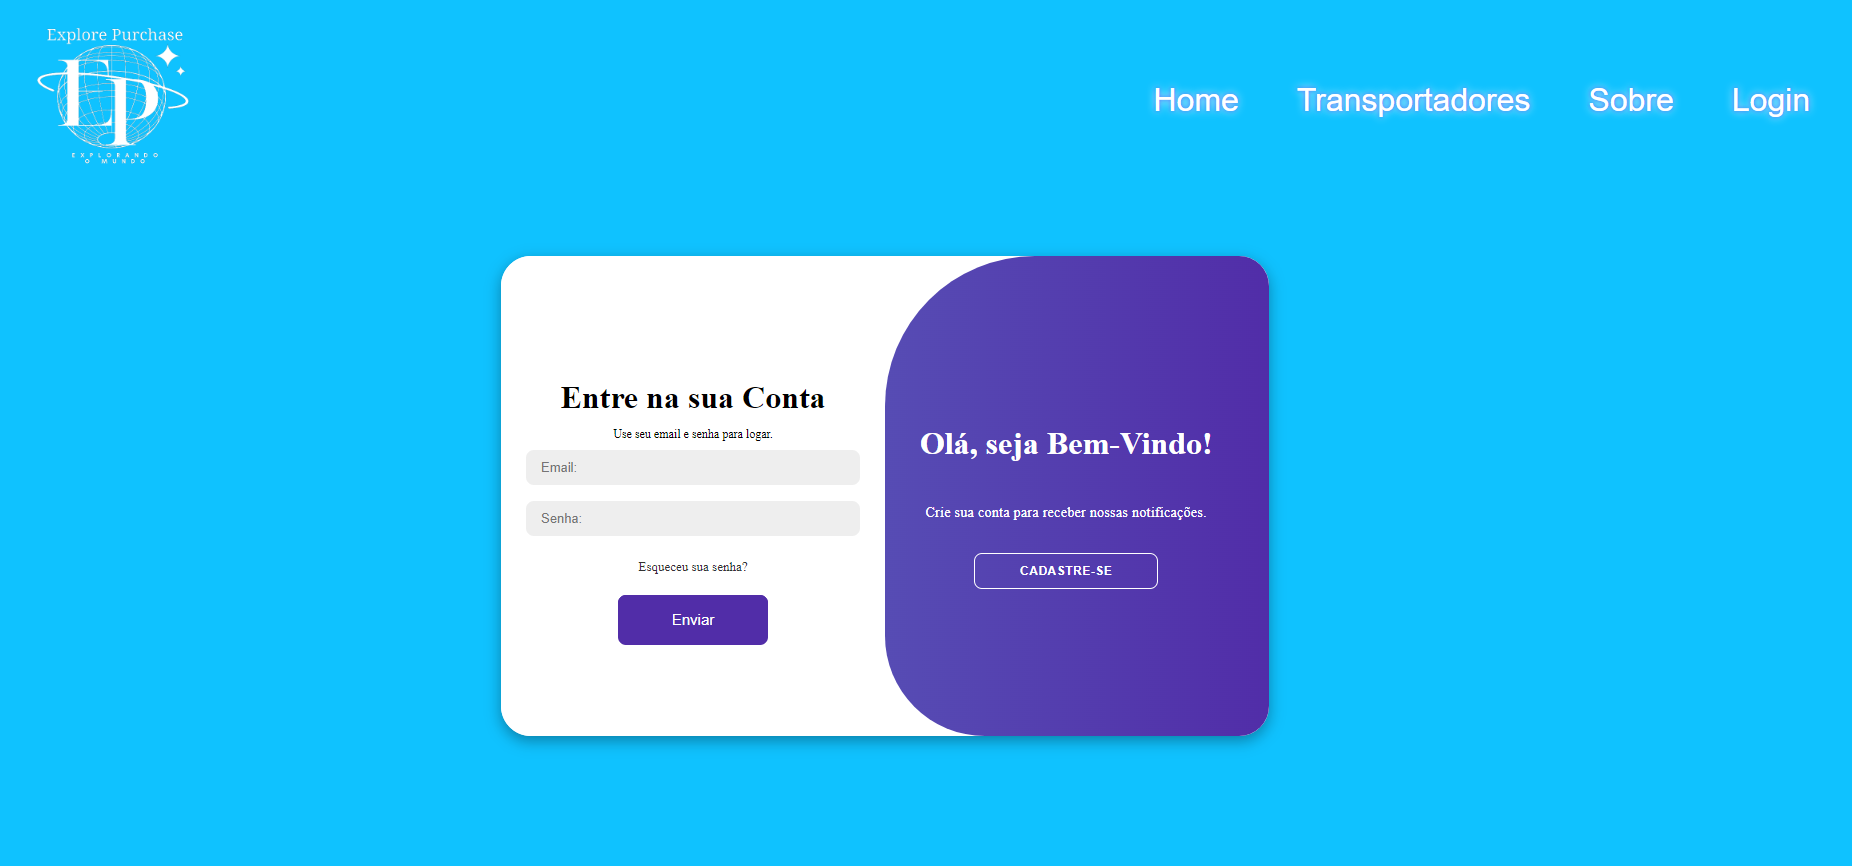 Explore Purchase
EP
EXPLORANDO
O MUNDO
Home
Transportadores
Sobre
Login
Entre na sua Conta
Use seu email e senha para logar.
Email:
Senha:
Esqueceu sua senha?
Enviar
Olá, seja Bem-Vindo!
Crie sua conta para receber nossas notificações.
CADASTRE-SE